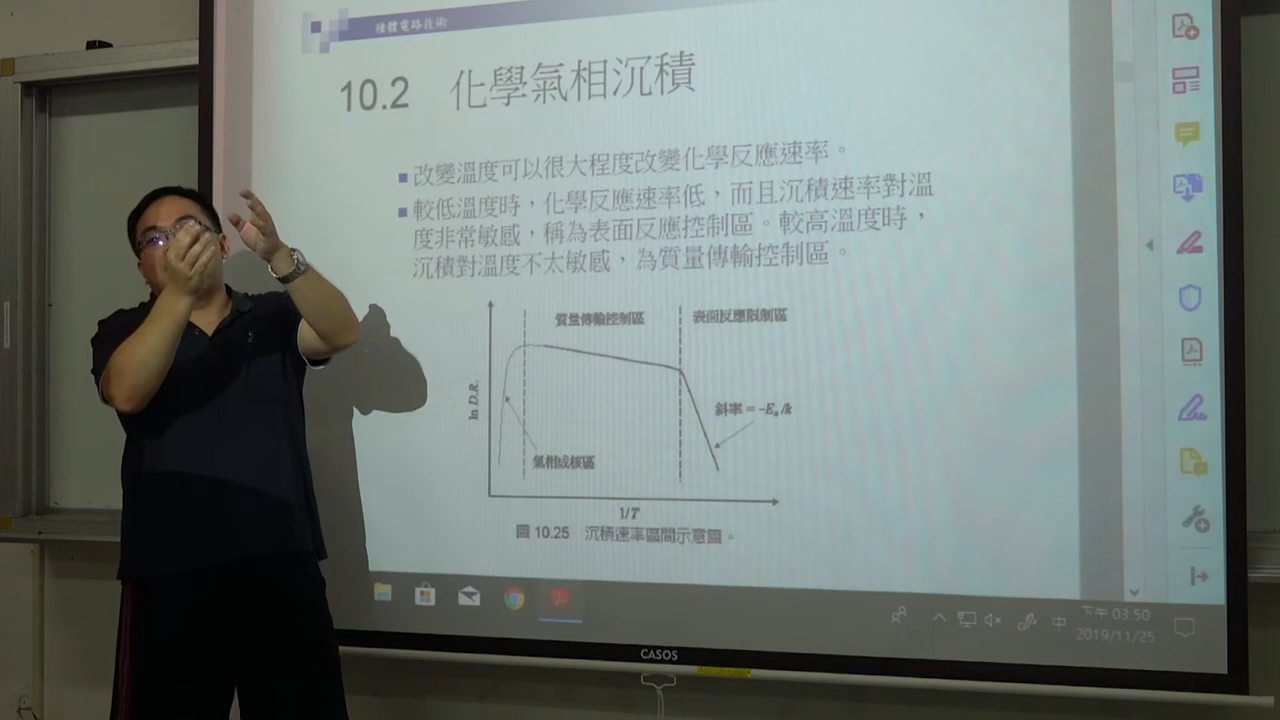 積體電路技術
10.2 化學氣相沉積
改變溫度可以很大程度改變化學反應速率。
較低溫度時，化學反應速率低，而且沉積速率對溫
度非常敏感，稱為表面反應控制區。較高溫度時，
沉積對溫度不太敏感，為質量傳輸控制區。
質量傳輸控制區
表面反應限制區
ln D.R.
斜率 = –Ea /k
氣相成核區
1/T
圖 10.25 沉積速率區間示意圖。
中
下午 03:50
2019/11/25
CASOS